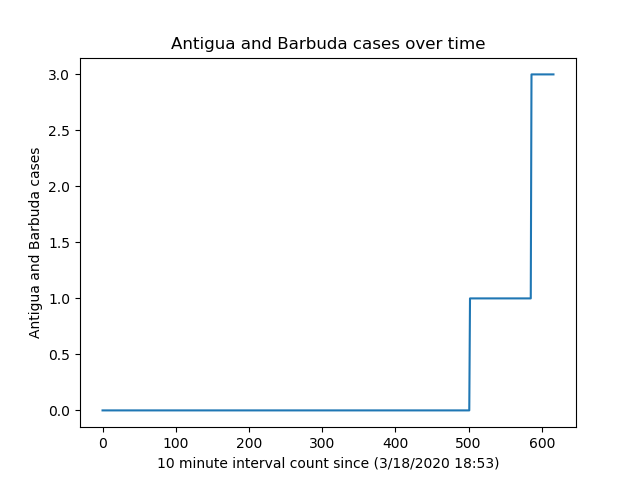 Antigua and Barbuda cases over time
Antigua and Barbuda cases
3.0
2.5
2.0
1.5
1.0
0.5
0.0
0 100 200 300 400 500 600
10 minute interval count since (3/18/2020 18:53)